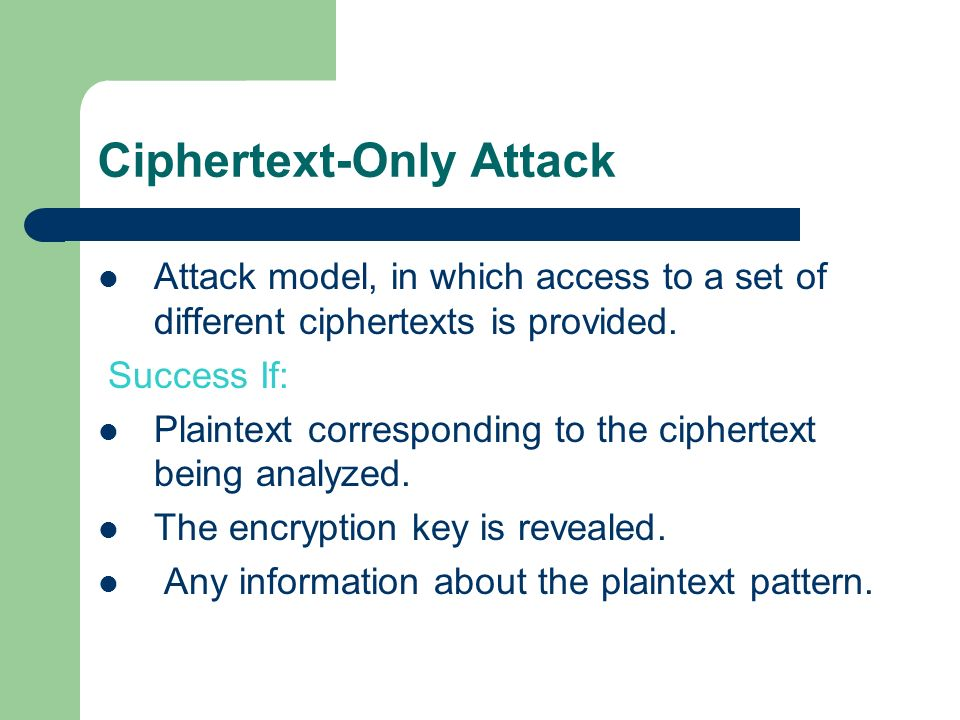 Ciphertext-Only Attack
● Attack model, in which access to a set of
different ciphertexts is provided.
Success If:
● Plaintext corresponding to the ciphertext
being analyzed.
● The encryption key is revealed.
● Any information about the plaintext pattern.